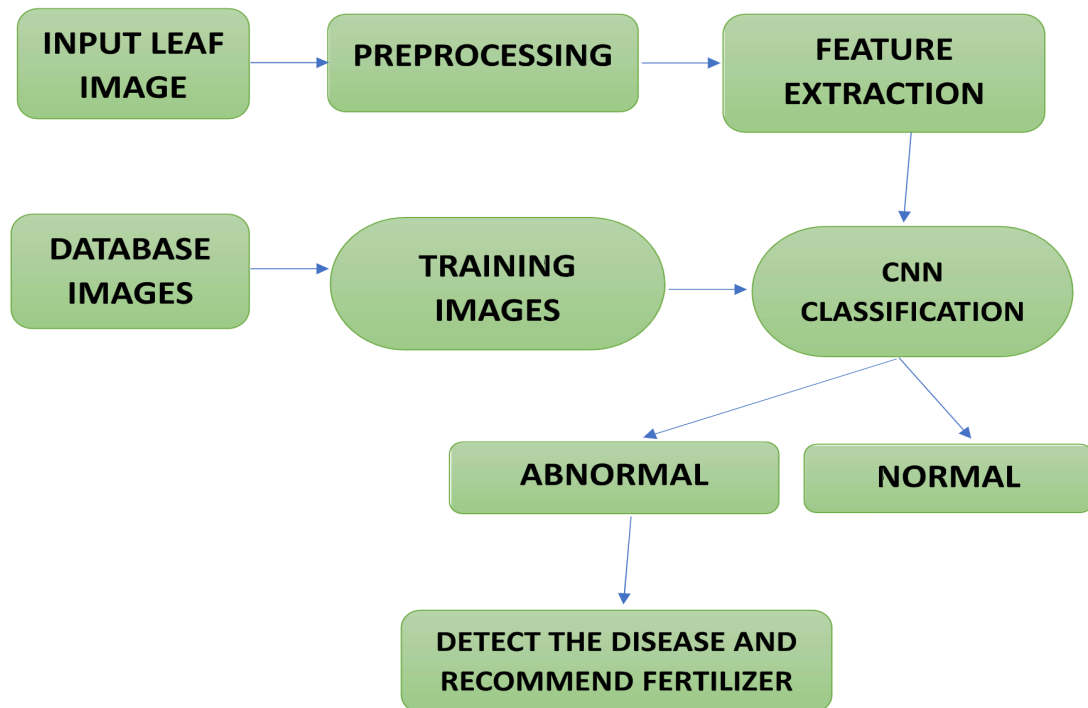 INPUT LEAF
IMAGE
PREPROCESSING
FEATURE
EXTRACTION
DATABASE
IMAGES
TRAINING
IMAGES
CNN
CLASSIFICATION
ABNORMAL
NORMAL
DETECT THE DISEASE AND
RECOMMEND FERTILIZER